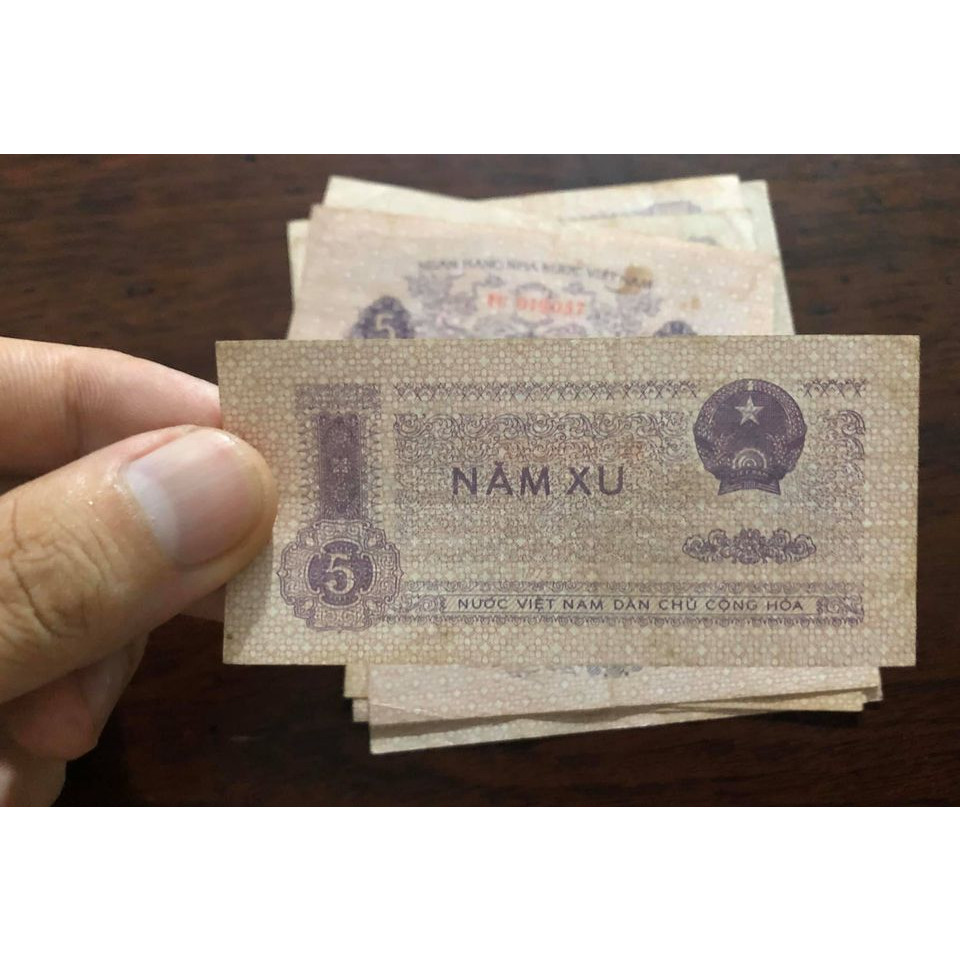 NGÂN HÀNG NHÀ NƯỚC VIỆT NAM
5
NĂM XU
5
NƯỚC VIỆT NAM DÂN CHỦ CỘNG HÒA